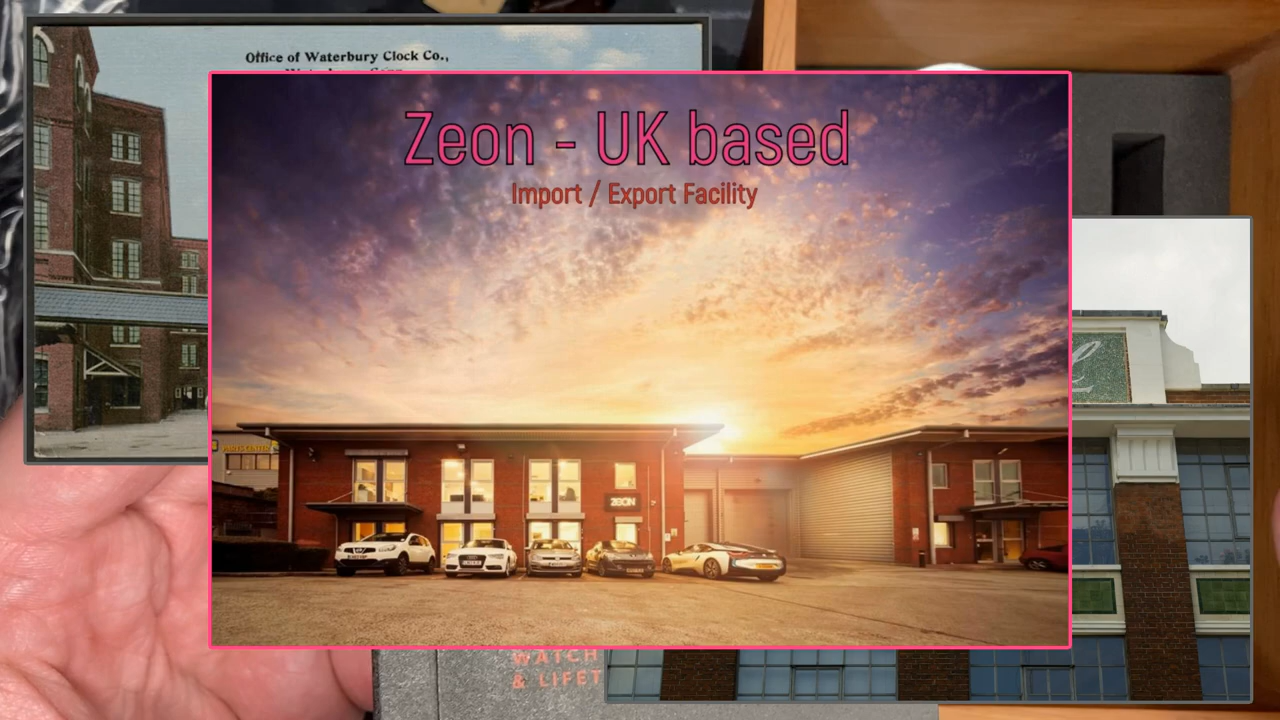 Office of Waterbury Clock Co.,
Zeon - UK based
Import / Export Facility
ZEON
WATCH
& LIFET